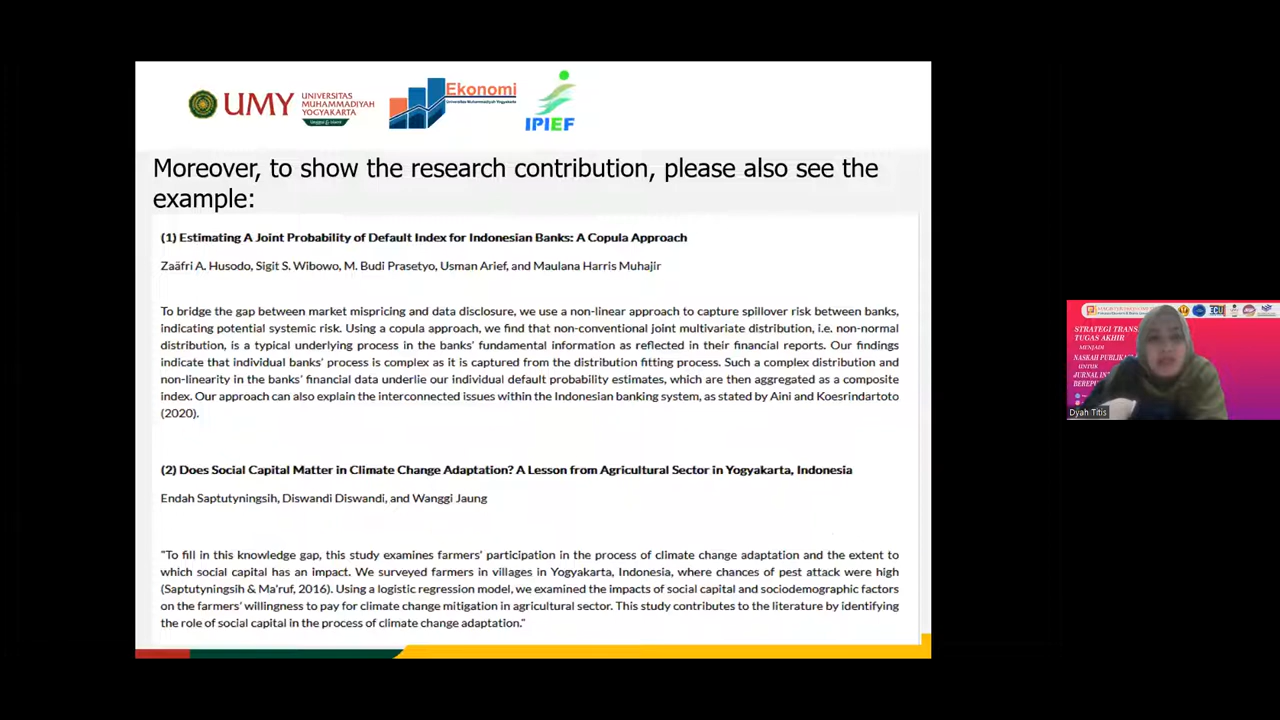 UMY
UNIVERSITAS
MUHAMMADIYAH
YOGYAKARTA
Ekonomi
Universitas Muhammadiyah Yogyakarta
IPIEF
Moreover, to show the research contribution, please also see the
example:
(1) Estimating A Joint Probability of Default Index for Indonesian Banks: A Copula Approach
Zaäfri A. Husodo, Sigit S. Wibowo, M. Budi Prasetyo, Usman Arief, and Maulana Harris Muhajir
To bridge the gap between market mispricing and data disclosure, we use a non-linear approach to capture spillover risk between banks,
indicating potential systemic risk. Using a copula approach, we find that non-conventional joint multivariate distribution, i.e. non-normal
distribution, is a typical underlying process in the banks' fundamental information as reflected in their financial reports. Our findings
indicate that individual banks' process is complex as it is captured from the distribution fitting process. Such a complex distribution and
non-linearity in the banks' financial data underlie our individual default probability estimates, which are then aggregated as a composite
index. Our approach can also explain the interconnected issues within the Indonesian banking system, as stated by Aini and Koesrindartoto
(2020).
(2) Does Social Capital Matter in Climate Change Adaptation? A Lesson from Agricultural Sector in Yogyakarta, Indonesia
Endah Saptutyningsih, Diswandi Diswandi, and Wanggi Jaung
"To fill in this knowledge gap, this study examines farmers' participation in the process of climate change adaptation and the extent to
which social capital has an impact. We surveyed farmers in villages in Yogyakarta, Indonesia, where chances of pest attack were high
(Saptutyningsih & Ma'ruf, 2016). Using a logistic regression model, we examined the impacts of social capital and sociodemographic factors
on the farmers' willingness to pay for climate change mitigation in agricultural sector. This study contributes to the literature by identifying
the role of social capital in the process of climate change adaptation."
STRATEGI
TUGAS AKHIR
MENJADI
NASKAH
UNTUK
JURNAL
Dyah Titis